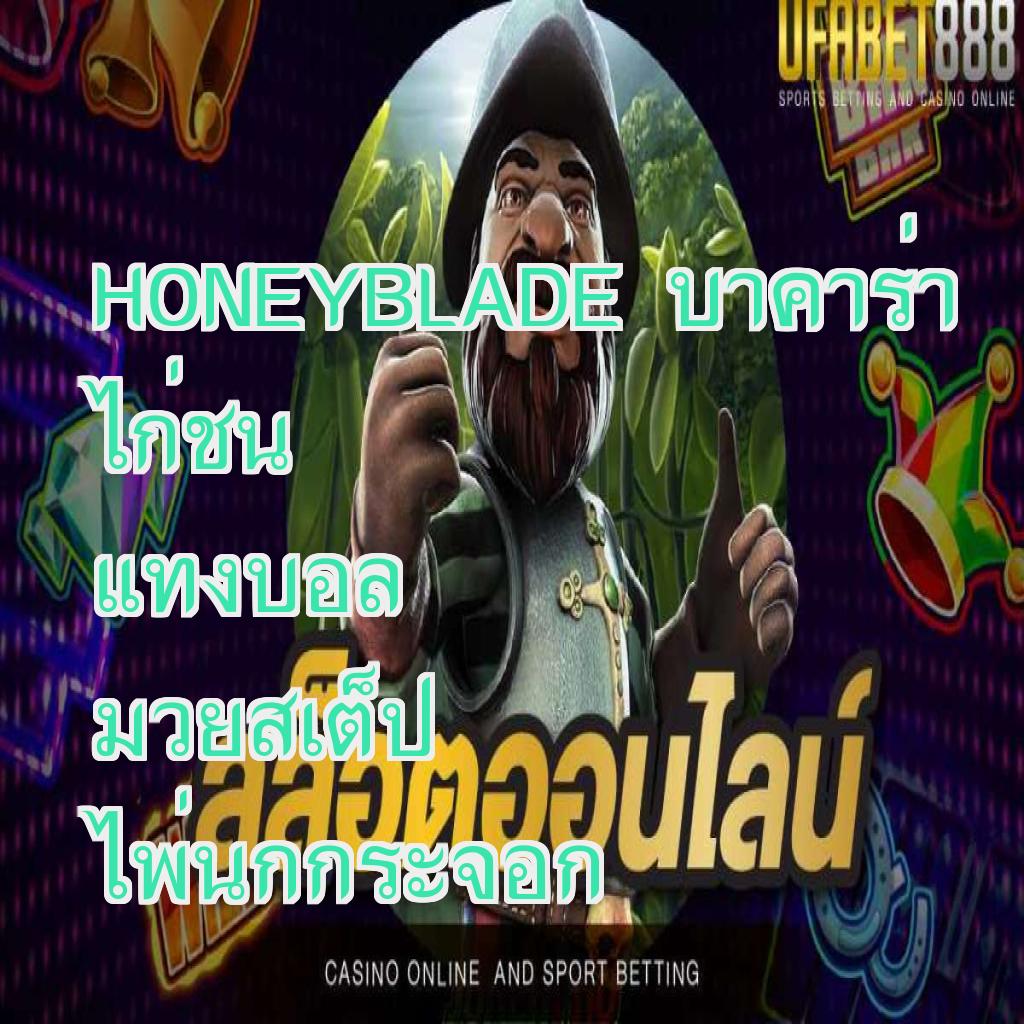 UFABET888
SPORTS BETTING AND CASINO ONLINE
BAR
HONEYBLADE บาคาร่า
ไก่ชน
แทงบอล
มวยสเต็ป
สล็อตออนไลน์
ไพ่นกกระจอก
CASINO ONLINE AND SPORT BETTING